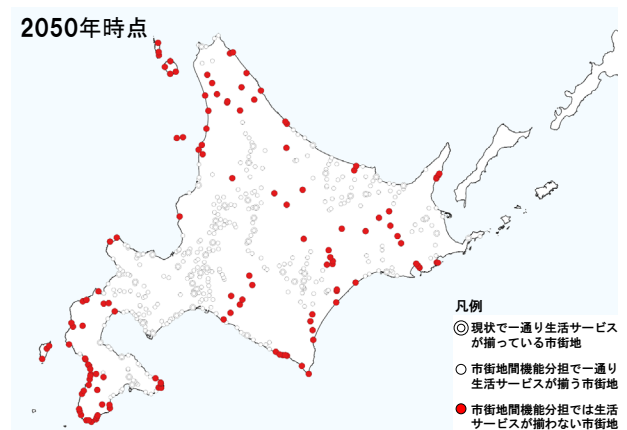 2050年時点
凡例
◎現状で一通り生活サービス
が揃っている市街地
○市街地間機能分担で一通り
生活サービスが揃う市街地
●市街地間機能分担では生活
サービスが揃わない市街地